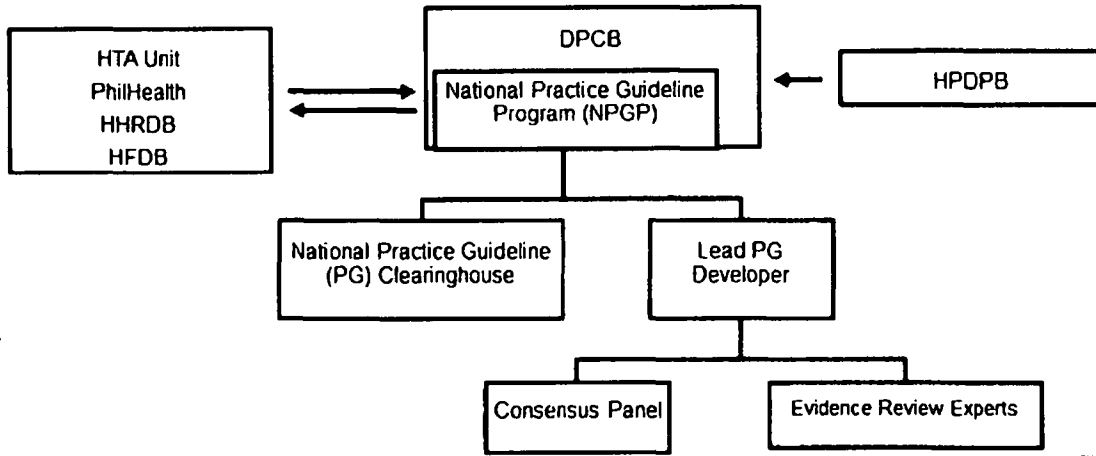 HTA Unit
PhilHealth
HHRDB
HFDB
DPCB
National Practice Guideline
Program (NPGP)
HPDPB
National Practice Guideline
(PG) Clearinghouse
Lead PG
Developer
Consensus Panel
Evidence Review Experts